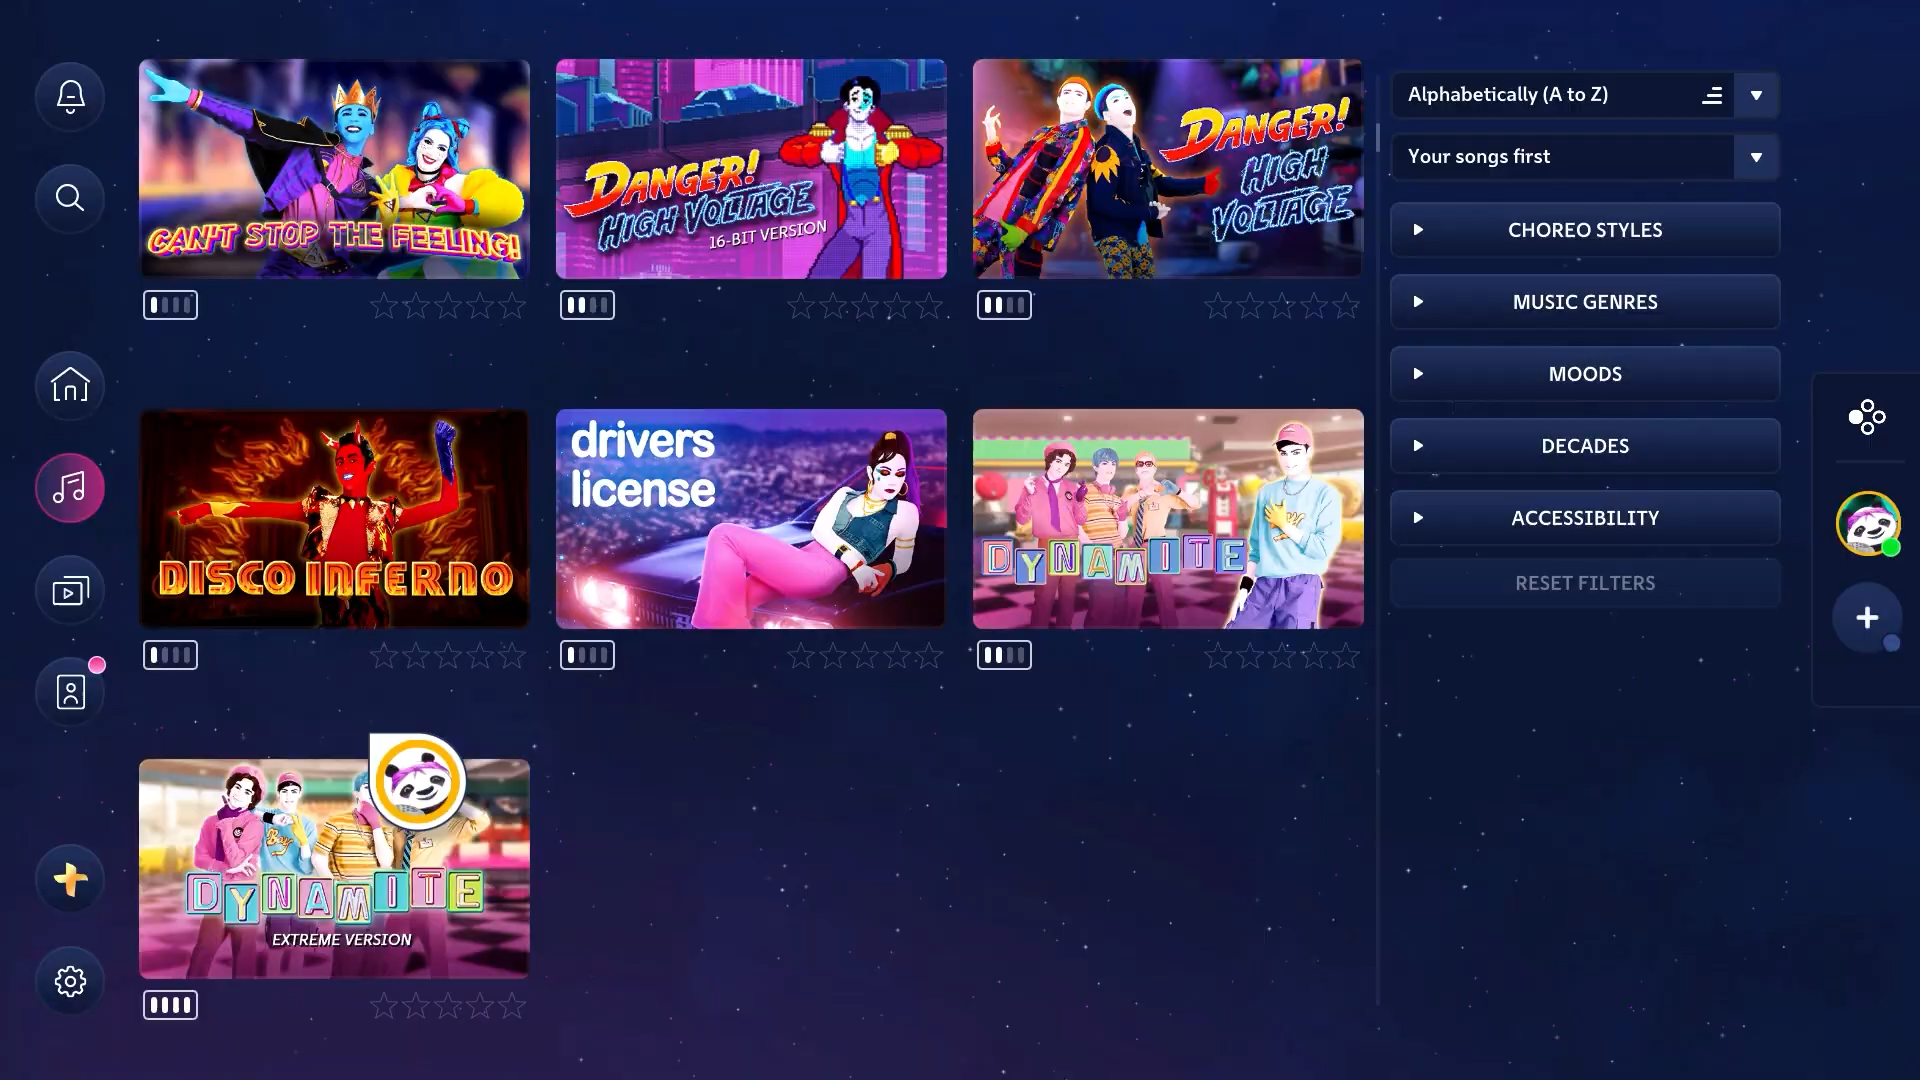 CAN'T STOP THE FEELING!
DANGER!
HIGH VOLTAGE
16-BIT VERSION
DANGER!
HIGH
VOLTAGE
Alphabetically (A to Z)
Your songs first
CHOREO STYLES
MUSIC GENRES
MOODS
DECADES
ACCESSIBILITY
RESET FILTERS
DISCO INFERNO
drivers
license
DYNAMITE
DYNAMITE
EXTREME VERSION